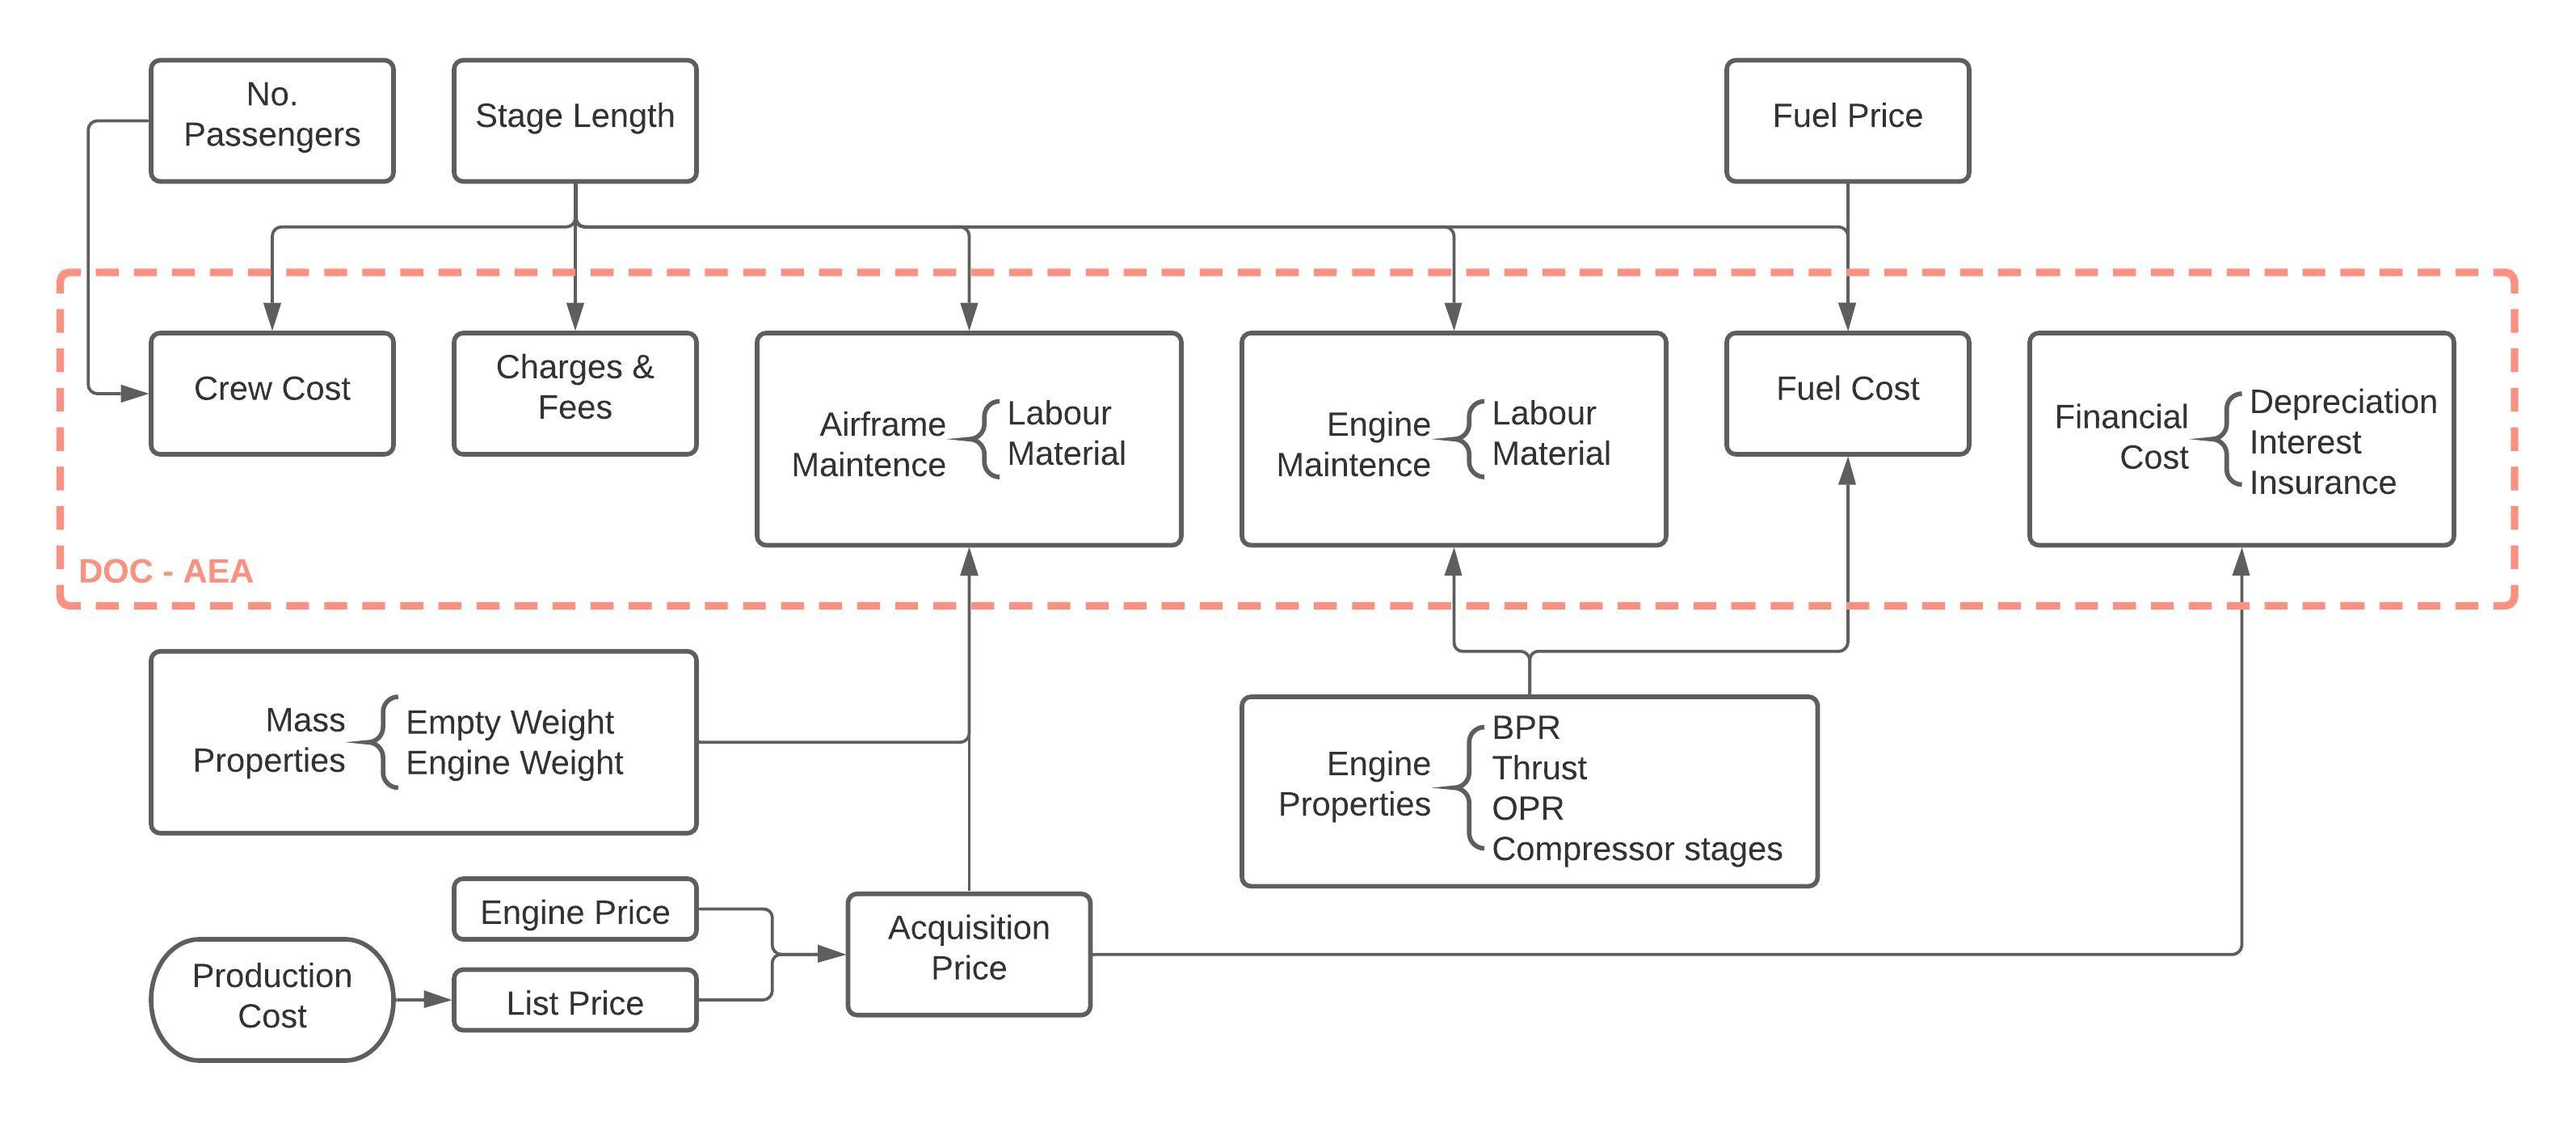 No.
Passengers
Stage Length
Fuel Price
Crew Cost
Charges &
Fees
Airframe
Maintence
Labour
Material
Engine
Maintence
Labour
Material
Fuel Cost
Financial
Cost
Depreciation
Interest
Insurance
DOC - AEA
Mass
Properties
Empty Weight
Engine Weight
Engine
Properties
BPR
Thrust
OPR
Compressor stages
Engine Price
Acquisition
Price
Production
Cost
List Price